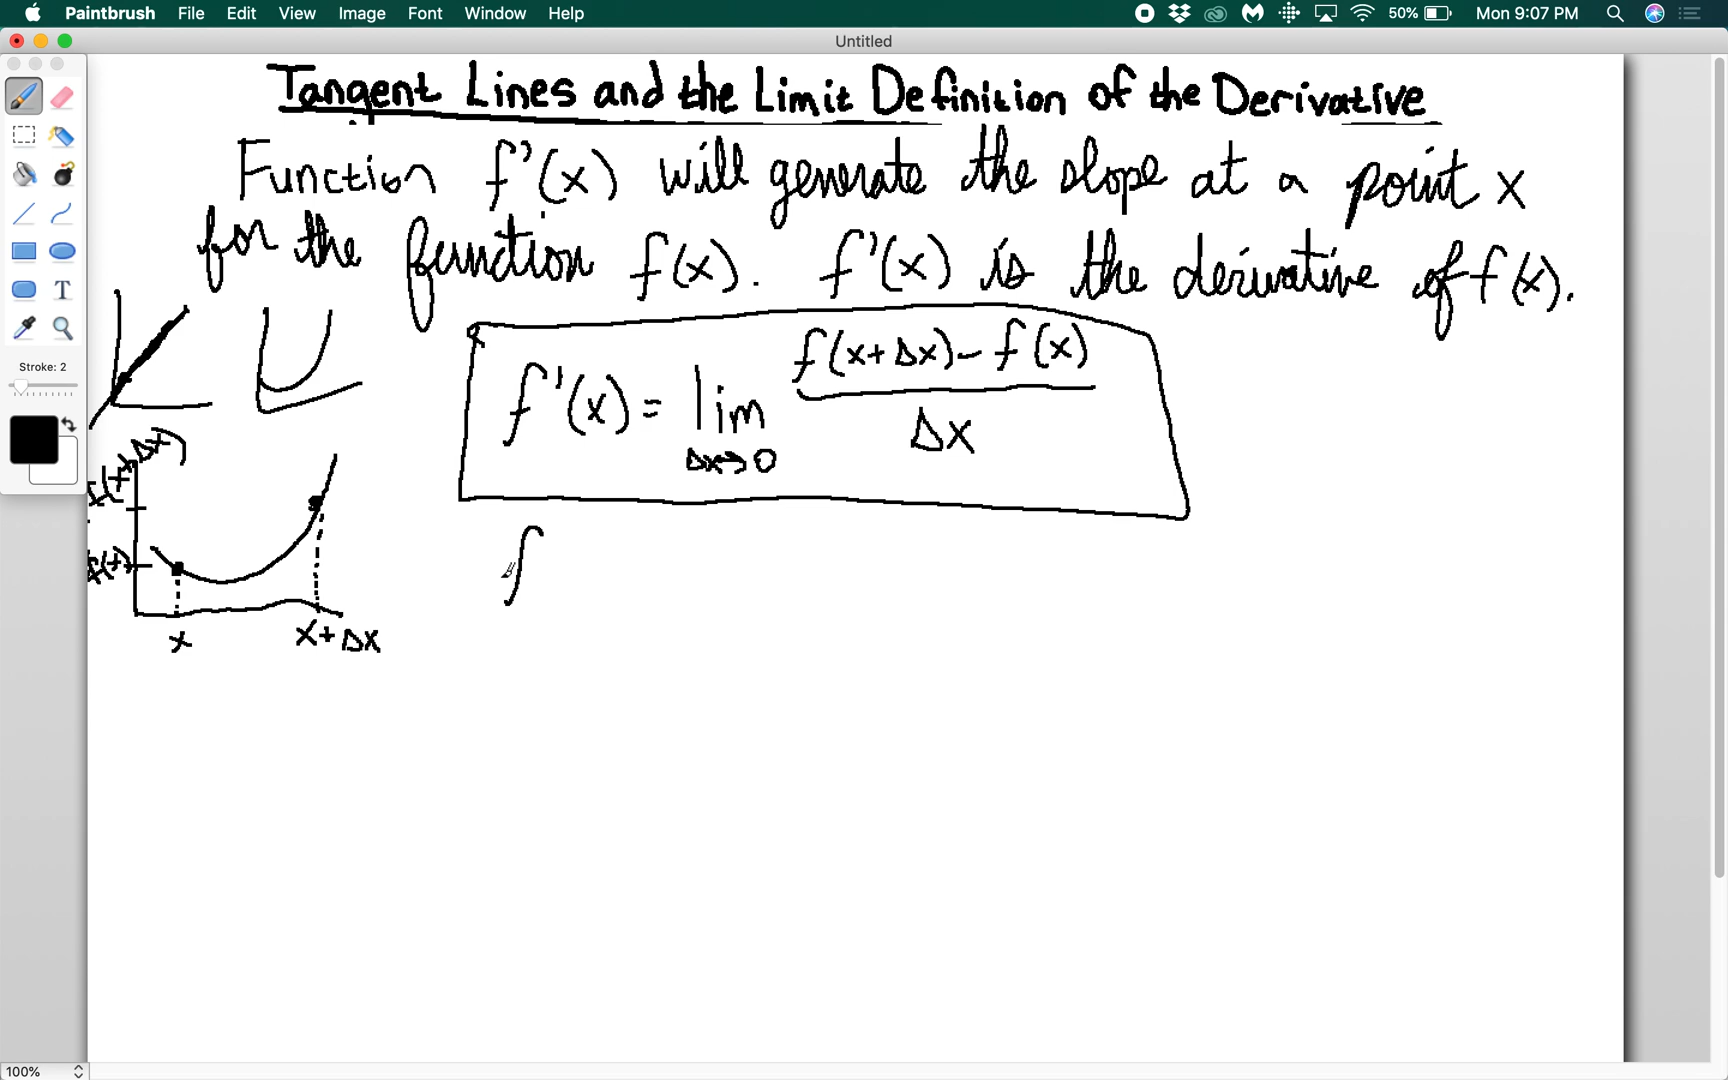 Paintbrush File Edit View Image Font Window Help 50% Mon 9:07 PM
Untitled
Tangent Lines and the Limit Definition of the Derivative
Function f'(x) will generate the slope at a point x
for the function f(x). f'(x) is the derivative of f(x).
T
Stroke: 2
f'(x) = lim Δx→0 f(x+Δx) - f(x) / Δx
x x+Δx
f
100%